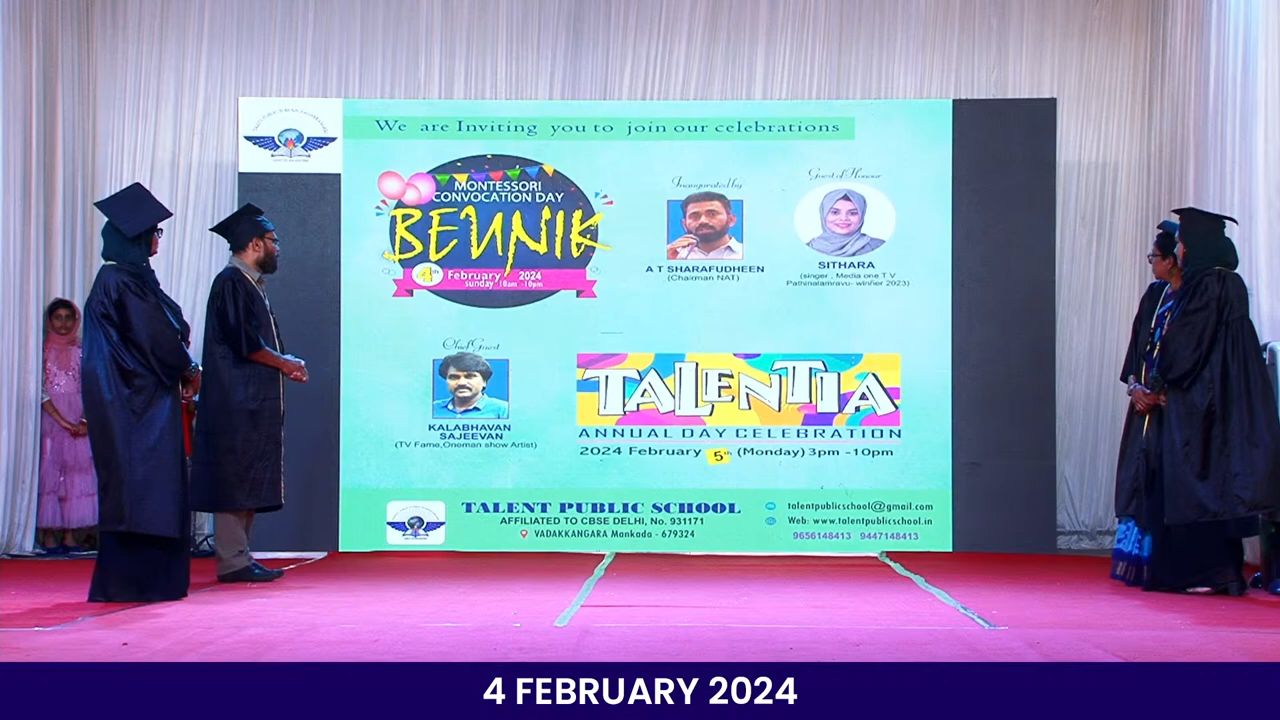 We are Inviting you to join our celebrations
MONTESSORI
CONVOCATION DAY
BEUNIK
4th February 2024
sunday 10am -10pm
Inaugurated by
A T SHARAFUDHEEN
(Chairman NAT)
Guest of Honour
SITHARA
(singer , Media one T V
Pathinalamravu- winner 2023)
Chief Guest
KALABHAVAN
SAJEEVAN
(TV Fame,Oneman show Artist)
TALENTIA
ANNUAL DAY CELEBRATION
2024 February 5th (Monday) 3pm -10pm
TALENT PUBLIC SCHOOL
AFFILIATED TO CBSE DELHI, No. 931171
VADAKKANGARA Mankada - 679324
talentpublicschool@gmail.com
Web: www.talentpublicschool.in
9656148413 9447148413
4 FEBRUARY 2024